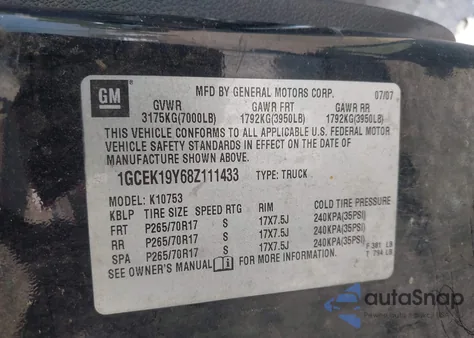 GM
MFD BY GENERAL MOTORS CORP. 07/07
GVWR GAWR FRT GAWR RR
3175KG(7000LB) 1792KG(3950LB) 1792KG(3950LB)
THIS VEHICLE CONFORMS TO ALL APPLICABLE U.S. FEDERAL MOTOR
VEHICLE SAFETY STANDARDS IN EFFECT ON THE DATE OF
MANUFACTURE SHOWN ABOVE.
1GCEK19Y68Z111433 TYPE: TRUCK
MODEL: K10753
KBLP TIRE SIZE SPEED RTG RIM COLD TIRE PRESSURE
FRT P265/70R17 S 17X7.5J 240KPA(35PSI)
RR P265/70R17 S 17X7.5J 240KPA(35PSI)
SPA P265/70R17 S 17X7.5J 240KPA(35PSI)
SEE OWNER'S MANUAL FOR MORE INFORMATION.
F 381 LB
T 794 LB
autoSnap